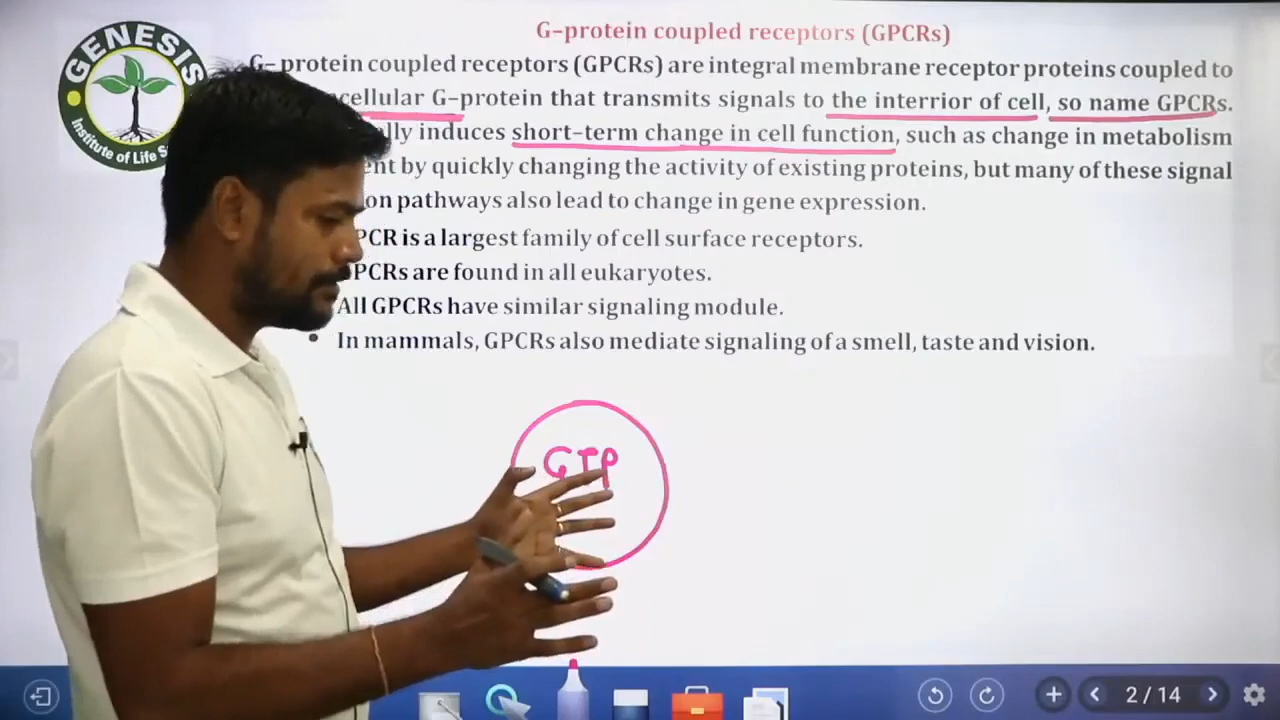 G-protein coupled receptors (GPCRs)
GENESIS
Institute of Life
G- protein coupled receptors (GPCRs) are integral membrane receptor proteins coupled to
cellular G-protein that transmits signals to the interrior of cell, so name GPCRs.
induces short-term change in cell function, such as change in metabolism
by quickly changing the activity of existing proteins, but many of these signal
pathways also lead to change in gene expression.
PCR is a largest family of cell surface receptors.
PCRs are found in all eukaryotes.
All GPCRs have similar signaling module.
• In mammals, GPCRs also mediate signaling of a smell, taste and vision.
GTP
2 / 14